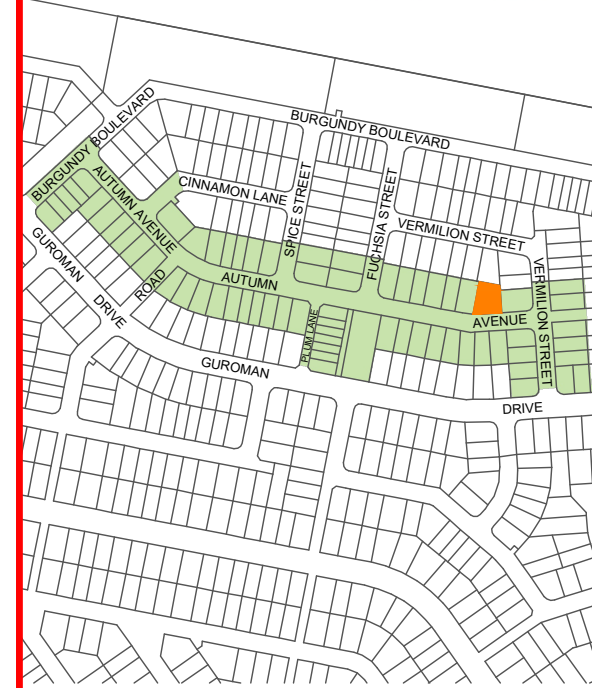 BURGUNDY BOULEVARD
BURGUNDY BOULEVARD
CINNAMON LANE
AUTUMN AVENUE
SPICE STREET
FUCHSIA STREET
VERMILION STREET
GUROMAN
DRIVE
ROAD
AUTUMN
AVENUE
VERMILION STREET
PLUM LANE
GUROMAN
DRIVE